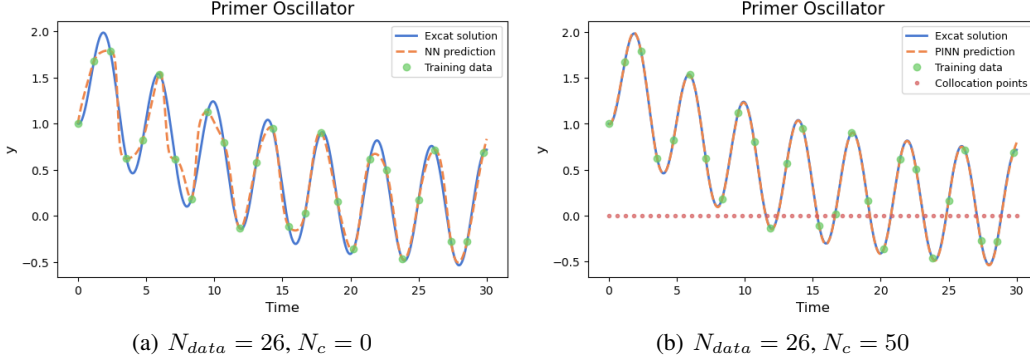 Primer Oscillator
2.0
1.5
1.0
0.5
0.0
−0.5
y
Excat solution
NN prediction
Training data
0 5 10 15 20 25 30
Time
(a) N_data = 26, N_c = 0
Primer Oscillator
2.0
1.5
1.0
0.5
0.0
−0.5
y
Excat solution
PINN prediction
Training data
Collocation points
0 5 10 15 20 25 30
Time
(b) N_data = 26, N_c = 50